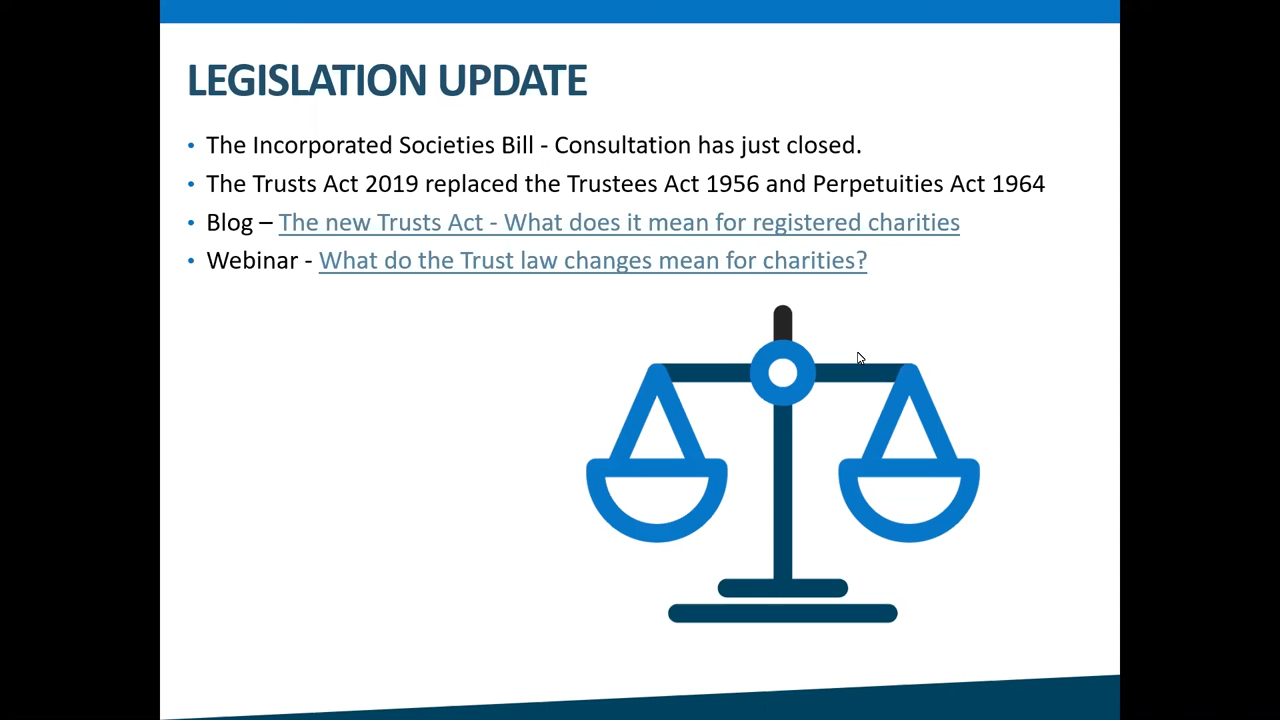 LEGISLATION UPDATE
• The Incorporated Societies Bill - Consultation has just closed.
• The Trusts Act 2019 replaced the Trustees Act 1956 and Perpetuities Act 1964
• Blog – The new Trusts Act - What does it mean for registered charities
• Webinar - What do the Trust law changes mean for charities?